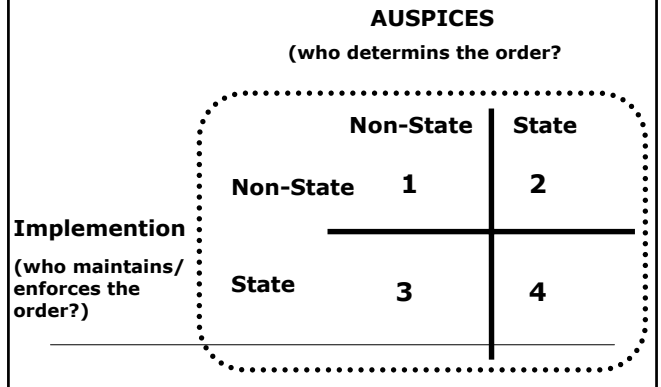 AUSPICES
(who determins the order?
Non-State State
Non-State 1 2
Implemention
(who maintains/
enforces the
order?)
State 3 4